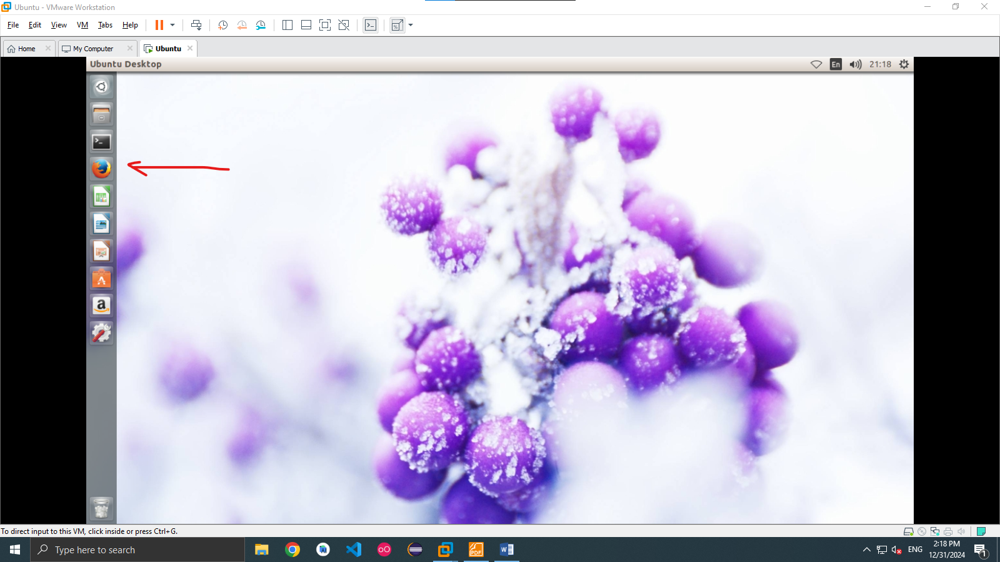 Ubuntu - VMware Workstation
File Edit View VM Tabs Help
Home My Computer Ubuntu
Ubuntu Desktop En 21:18
a
To direct input to this VM, click inside or press Ctrl+G.
Type here to search
PDF
W
ENG
2:18 PM
12/31/2024
1